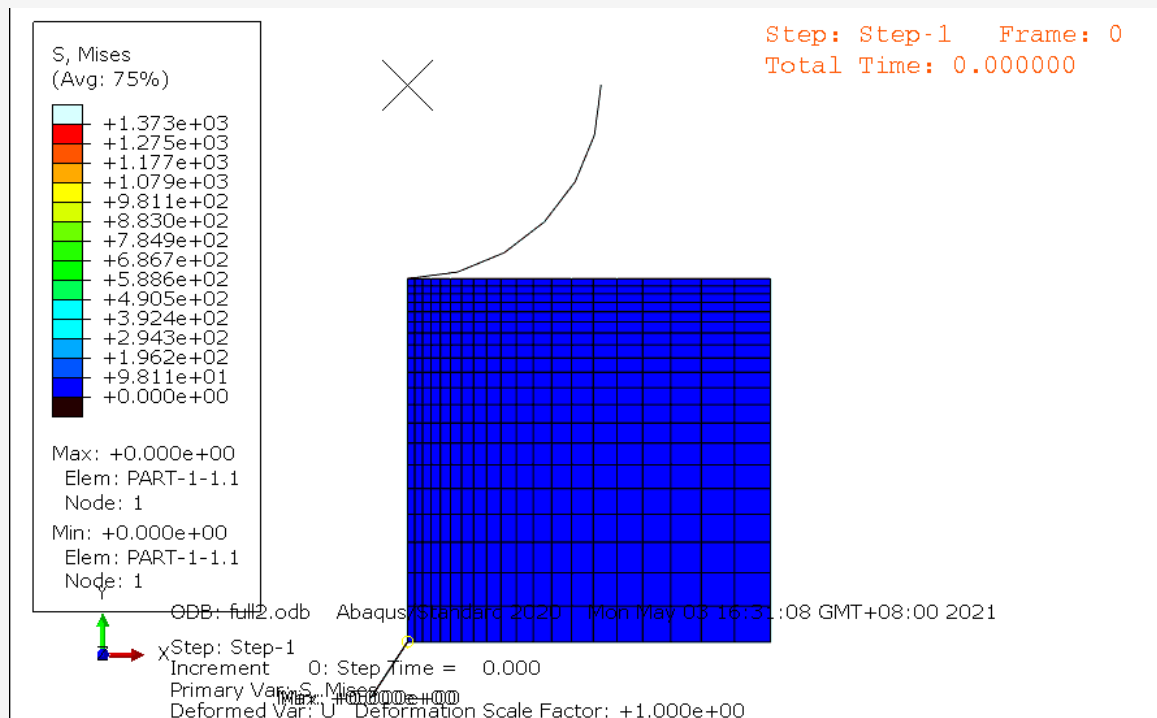 Step: Step-1 Frame: 0
Total Time: 0.000000
S, Mises
(Avg: 75%)
+1.373e+03
+1.275e+03
+1.177e+03
+1.079e+03
+9.811e+02
+8.830e+02
+7.849e+02
+6.867e+02
+5.886e+02
+4.905e+02
+3.924e+02
+2.943e+02
+1.962e+02
+9.811e+01
+0.000e+00
Max: +0.000e+00
Elem: PART-1-1.1
Node: 1
Min: +0.000e+00
Elem: PART-1-1.1
Node: 1
Y
X
ODB: full2.odb Abaqus/Standard 2020 Mon May 03 16:31:08 GMT+08:00 2021
Step: Step-1
Increment 0: Step Time = 0.000
Primary Var: S, Mises
+0.000e+00
Deformed Var: U Deformation Scale Factor: +1.000e+00